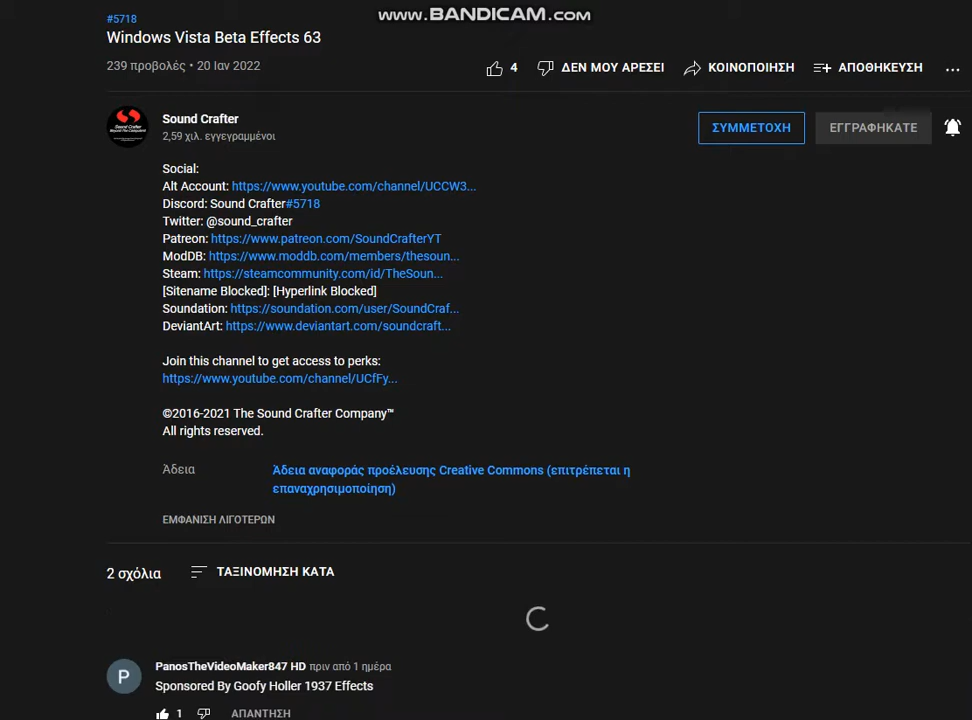 www.BANDICAM.com
#5718
Windows Vista Beta Effects 63
239 προβολές • 20 Ιαν 2022
4 ΔΕΝ ΜΟΥ ΑΡΕΣΕΙ ΚΟΙΝΟΠΟΙΗΣΗ ΑΠΟΘΗΚΕΥΣΗ ...
Sound Crafter
2,59 χιλ. εγγεγραμμένοι
ΣΥΜΜΕΤΟΧΗ ΕΓΓΡΑΦΗΚΑΤΕ
Social:
Alt Account: https://www.youtube.com/channel/UCCW3...
Discord: Sound Crafter#5718
Twitter: @sound_crafter
Patreon: https://www.patreon.com/SoundCrafterYT
ModDB: https://www.moddb.com/members/thesoun...
Steam: https://steamcommunity.com/id/TheSoun...
[Sitename Blocked]: [Hyperlink Blocked]
Soundation: https://soundation.com/user/SoundCraf...
DeviantArt: https://www.deviantart.com/soundcraft...
Join this channel to get access to perks:
https://www.youtube.com/channel/UCfFy...
©2016-2021 The Sound Crafter Company™
All rights reserved.
Άδεια
Άδεια αναφοράς προέλευσης Creative Commons (επιτρέπεται η
επαναχρησιμοποίηση)
ΕΜΦΑΝΙΣΗ ΛΙΓΟΤΕΡΩΝ
2 σχόλια ΤΑΞΙΝΟΜΗΣΗ ΚΑΤΑ
P
PanosTheVideoMaker847 HD πριν από 1 ημέρα
Sponsored By Goofy Holler 1937 Effects
1 ΑΠΑΝΤΗΣΗ